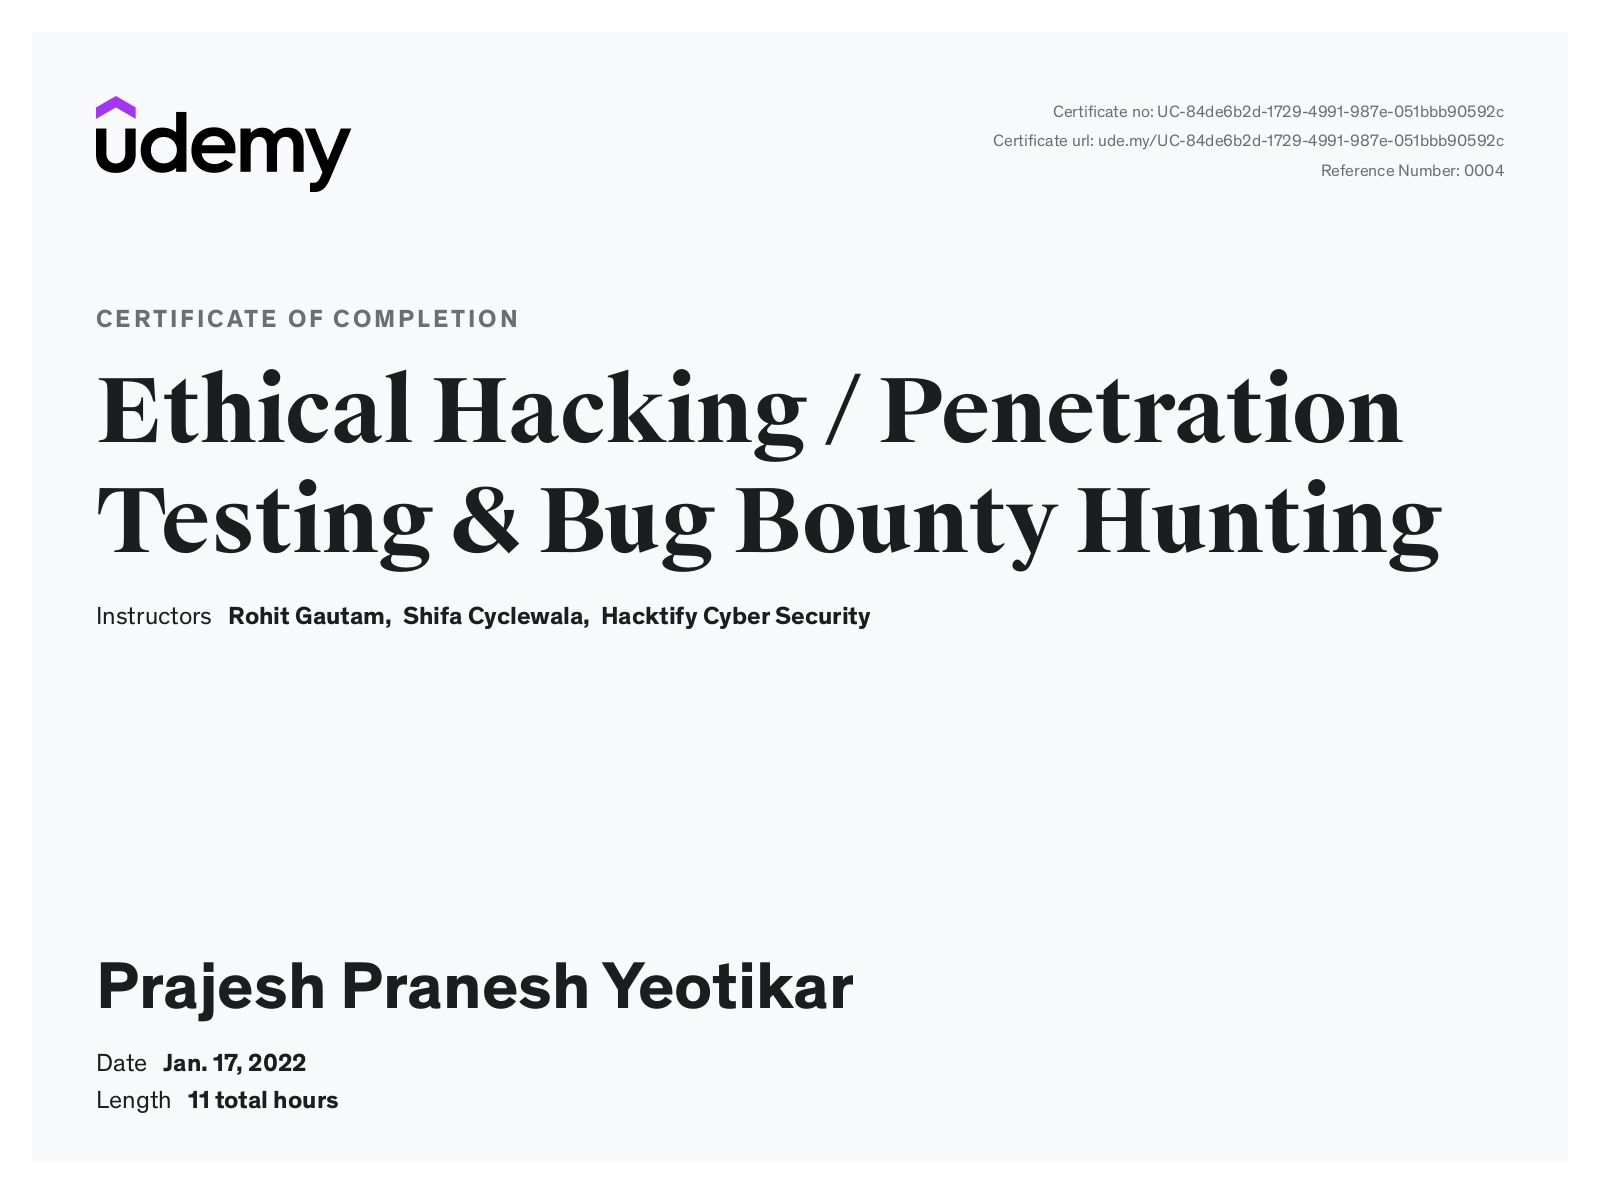 udemy
Certificate no: UC-84de6b2d-1729-4991-987e-051bbb90592c
Certificate url: ude.my/UC-84de6b2d-1729-4991-987e-051bbb90592c
Reference Number: 0004
CERTIFICATE OF COMPLETION
Ethical Hacking / Penetration
Testing & Bug Bounty Hunting
Instructors Rohit Gautam, Shifa Cyclewala, Hacktify Cyber Security
Prajesh Pranesh Yeotikar
Date Jan. 17, 2022
Length 11 total hours